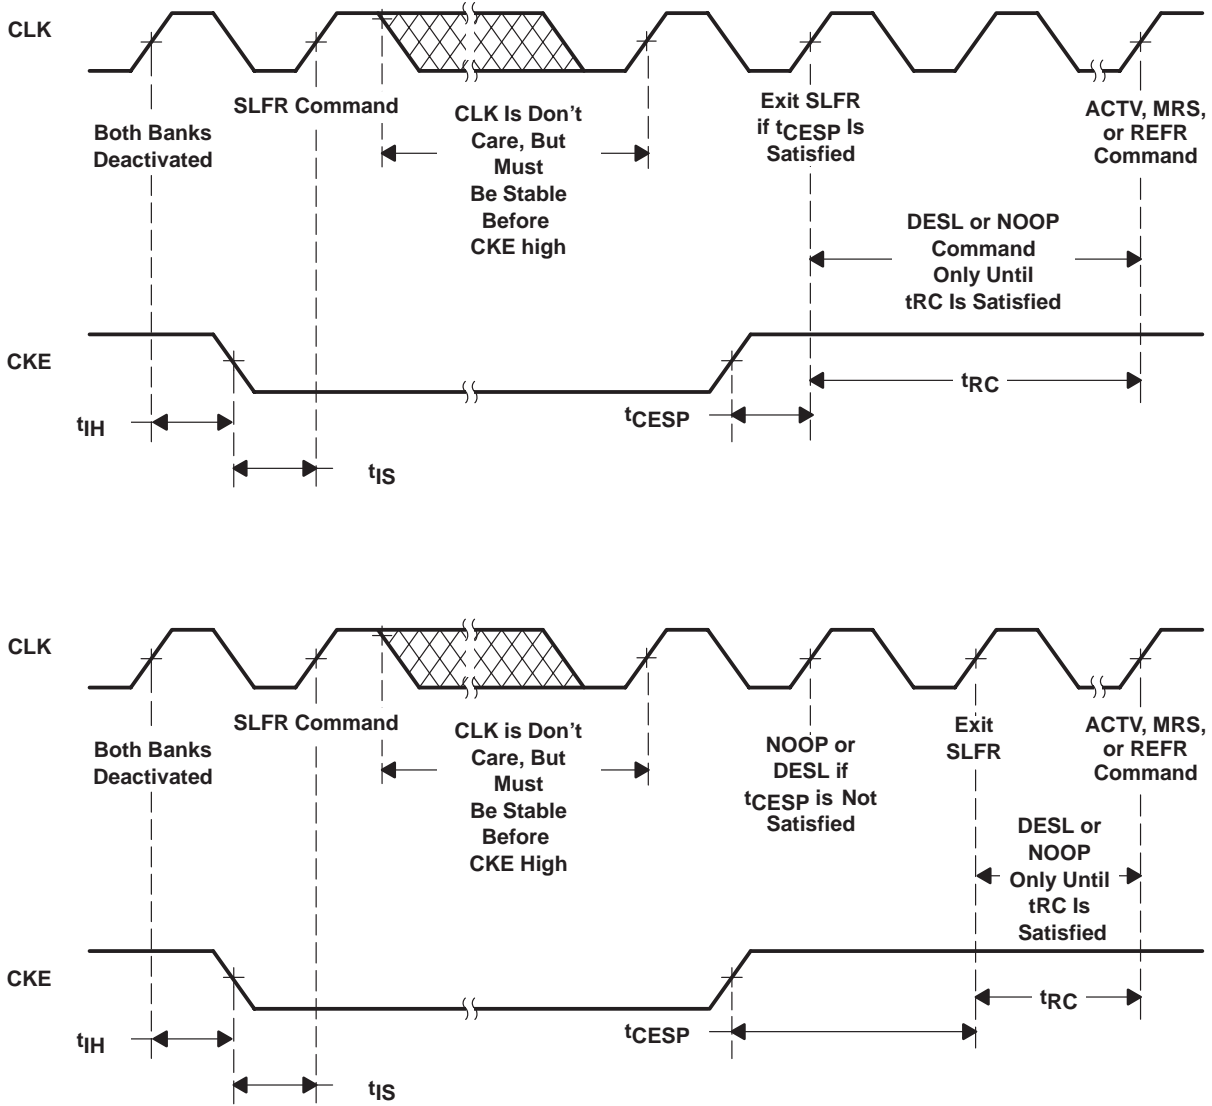 CLK
SLFR Command
Both Banks
Deactivated
CLK Is Don't
Care, But
Must
Be Stable
Before
CKE high
Exit SLFR
if tCESP Is
Satisfied
ACTV, MRS,
or REFR
Command
DESL or NOOP
Command
Only Until
tRC Is Satisfied
CKE
tIH
tIS
tCESP
tRC
CLK
SLFR Command
Both Banks
Deactivated
CLK is Don't
Care, But
Must
Be Stable
Before
CKE High
NOOP or
DESL if
tCESP is Not
Satisfied
Exit
SLFR
ACTV, MRS,
or REFR
Command
DESL or
NOOP
Only Until
tRC Is
Satisfied
CKE
tIH
tIS
tCESP
tRC